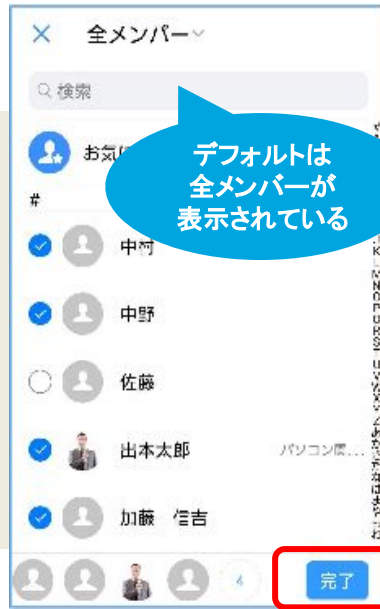 全メンバー
検索
お気に
デフォルトは
全メンバーが
表示されている
#
中村
中野
佐藤
出本太郎
パソコン度...
加藤 信吉
4
完了